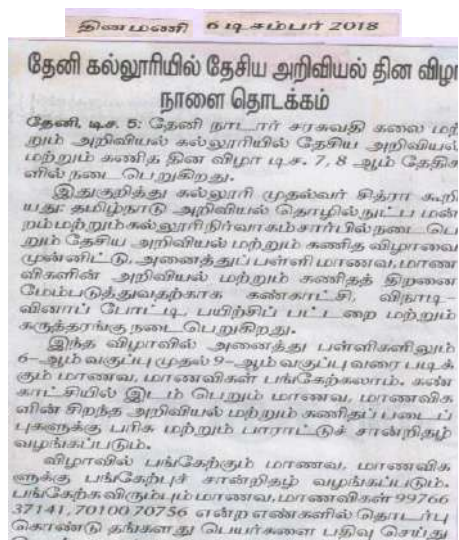 தினமணி 6 டிசம்பர் 2018
தேனி கல்லூரியில் தேசிய அறிவியல் தின விழா
நாளை தொடக்கம்
தேனி, டிச. 5: தேனி நாடார் சரசுவதி கலை மற்
றும் அறிவியல் கல்லூரியில் தேசிய அறிவியல்
மற்றும் கணித தின விழா டிச. 7, 8 ஆம் தேதிக
ளில் நடைபெறுகிறது.
இதுகுறித்து கல்லூரி முதல்வர் சித்ரா கூறி
யது: தமிழ்நாடு அறிவியல் தொழில்நுட்ப மன்
றம் மற்றும் கல்லூரி நிர்வாகம் சார்பில் நடைபெ
றும் தேசிய அறிவியல் மற்றும் கணித விழாவை
முன்னிட்டு, அனைத்துப் பள்ளி மாணவ, மாண
விகளின் அறிவியல் மற்றும் கணிதத் திறனை
மேம்படுத்துவதற்காக கண்காட்சி, விநாடி-
வினாப் போட்டி, பயிற்சிப் பட்டறை மற்றும்
கருத்தரங்கு நடைபெறுகிறது.
இந்த விழாவில் அனைத்து பள்ளிகளிலும்
6-ஆம் வகுப்பு முதல் 9-ஆம் வகுப்பு வரை படிக்
கும் மாணவ, மாணவிகள் பங்கேற்கலாம். கண்
காட்சியில் இடம் பெறும் மாணவ, மாணவிக
ளின் சிறந்த அறிவியல் மற்றும் கணிதப் படைப்
புகளுக்கு பரிசு மற்றும் பாராட்டுச் சான்றிதழ்
வழங்கப்படும்.
விழாவில் பங்கேற்கும் மாணவ, மாணவிக
ளுக்கு பங்கேற்புச் சான்றிதழ் வழங்கப்படும்.
பங்கேற்க விரும்பும் மாணவ, மாணவிகள் 99766
37141, 70100 70756 என்ற எண்களில் தொடர்பு
கொண்டு தங்களது பெயர்களை பதிவு செய்து